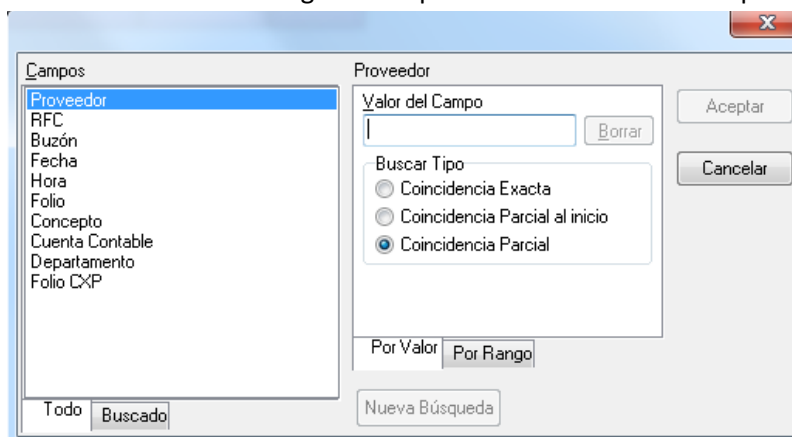 Campos
Proveedor
RFC
Buzón
Fecha
Hora
Folio
Concepto
Cuenta Contable
Departamento
Folio CXP
Todo
Buscado
Proveedor
Valor del Campo
Borrar
Buscar Tipo
Coincidencia Exacta
Coincidencia Parcial al inicio
Coincidencia Parcial
Por Valor
Por Rango
Nueva Búsqueda
Aceptar
Cancelar